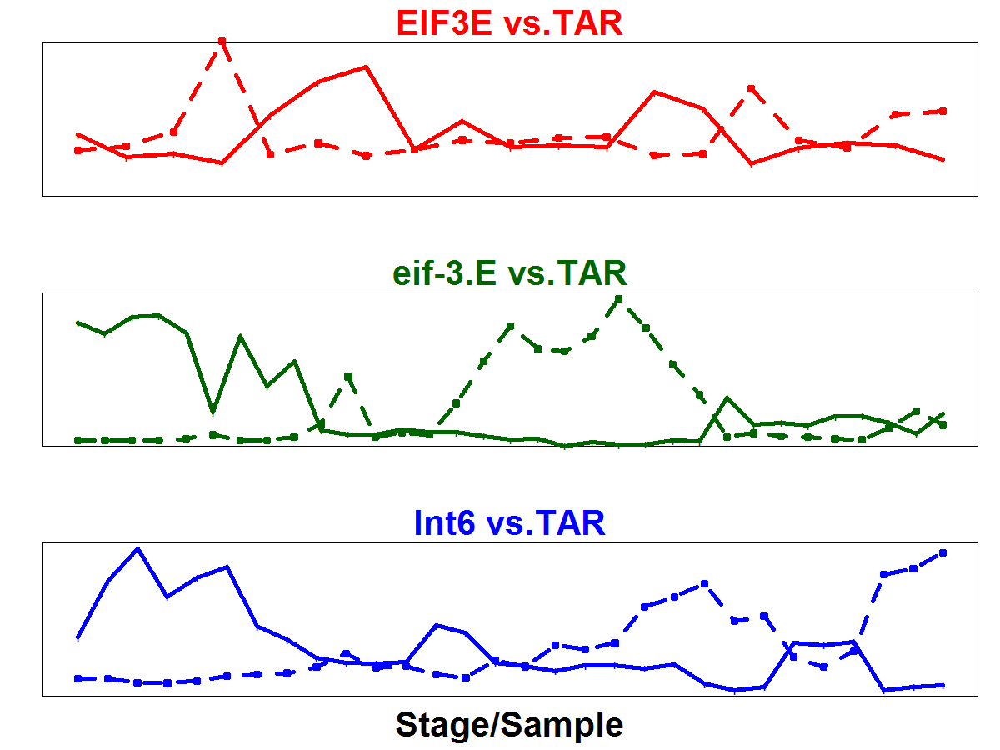 EIF3E vs.TAR
eif-3.E vs.TAR
Int6 vs.TAR
Stage/Sample